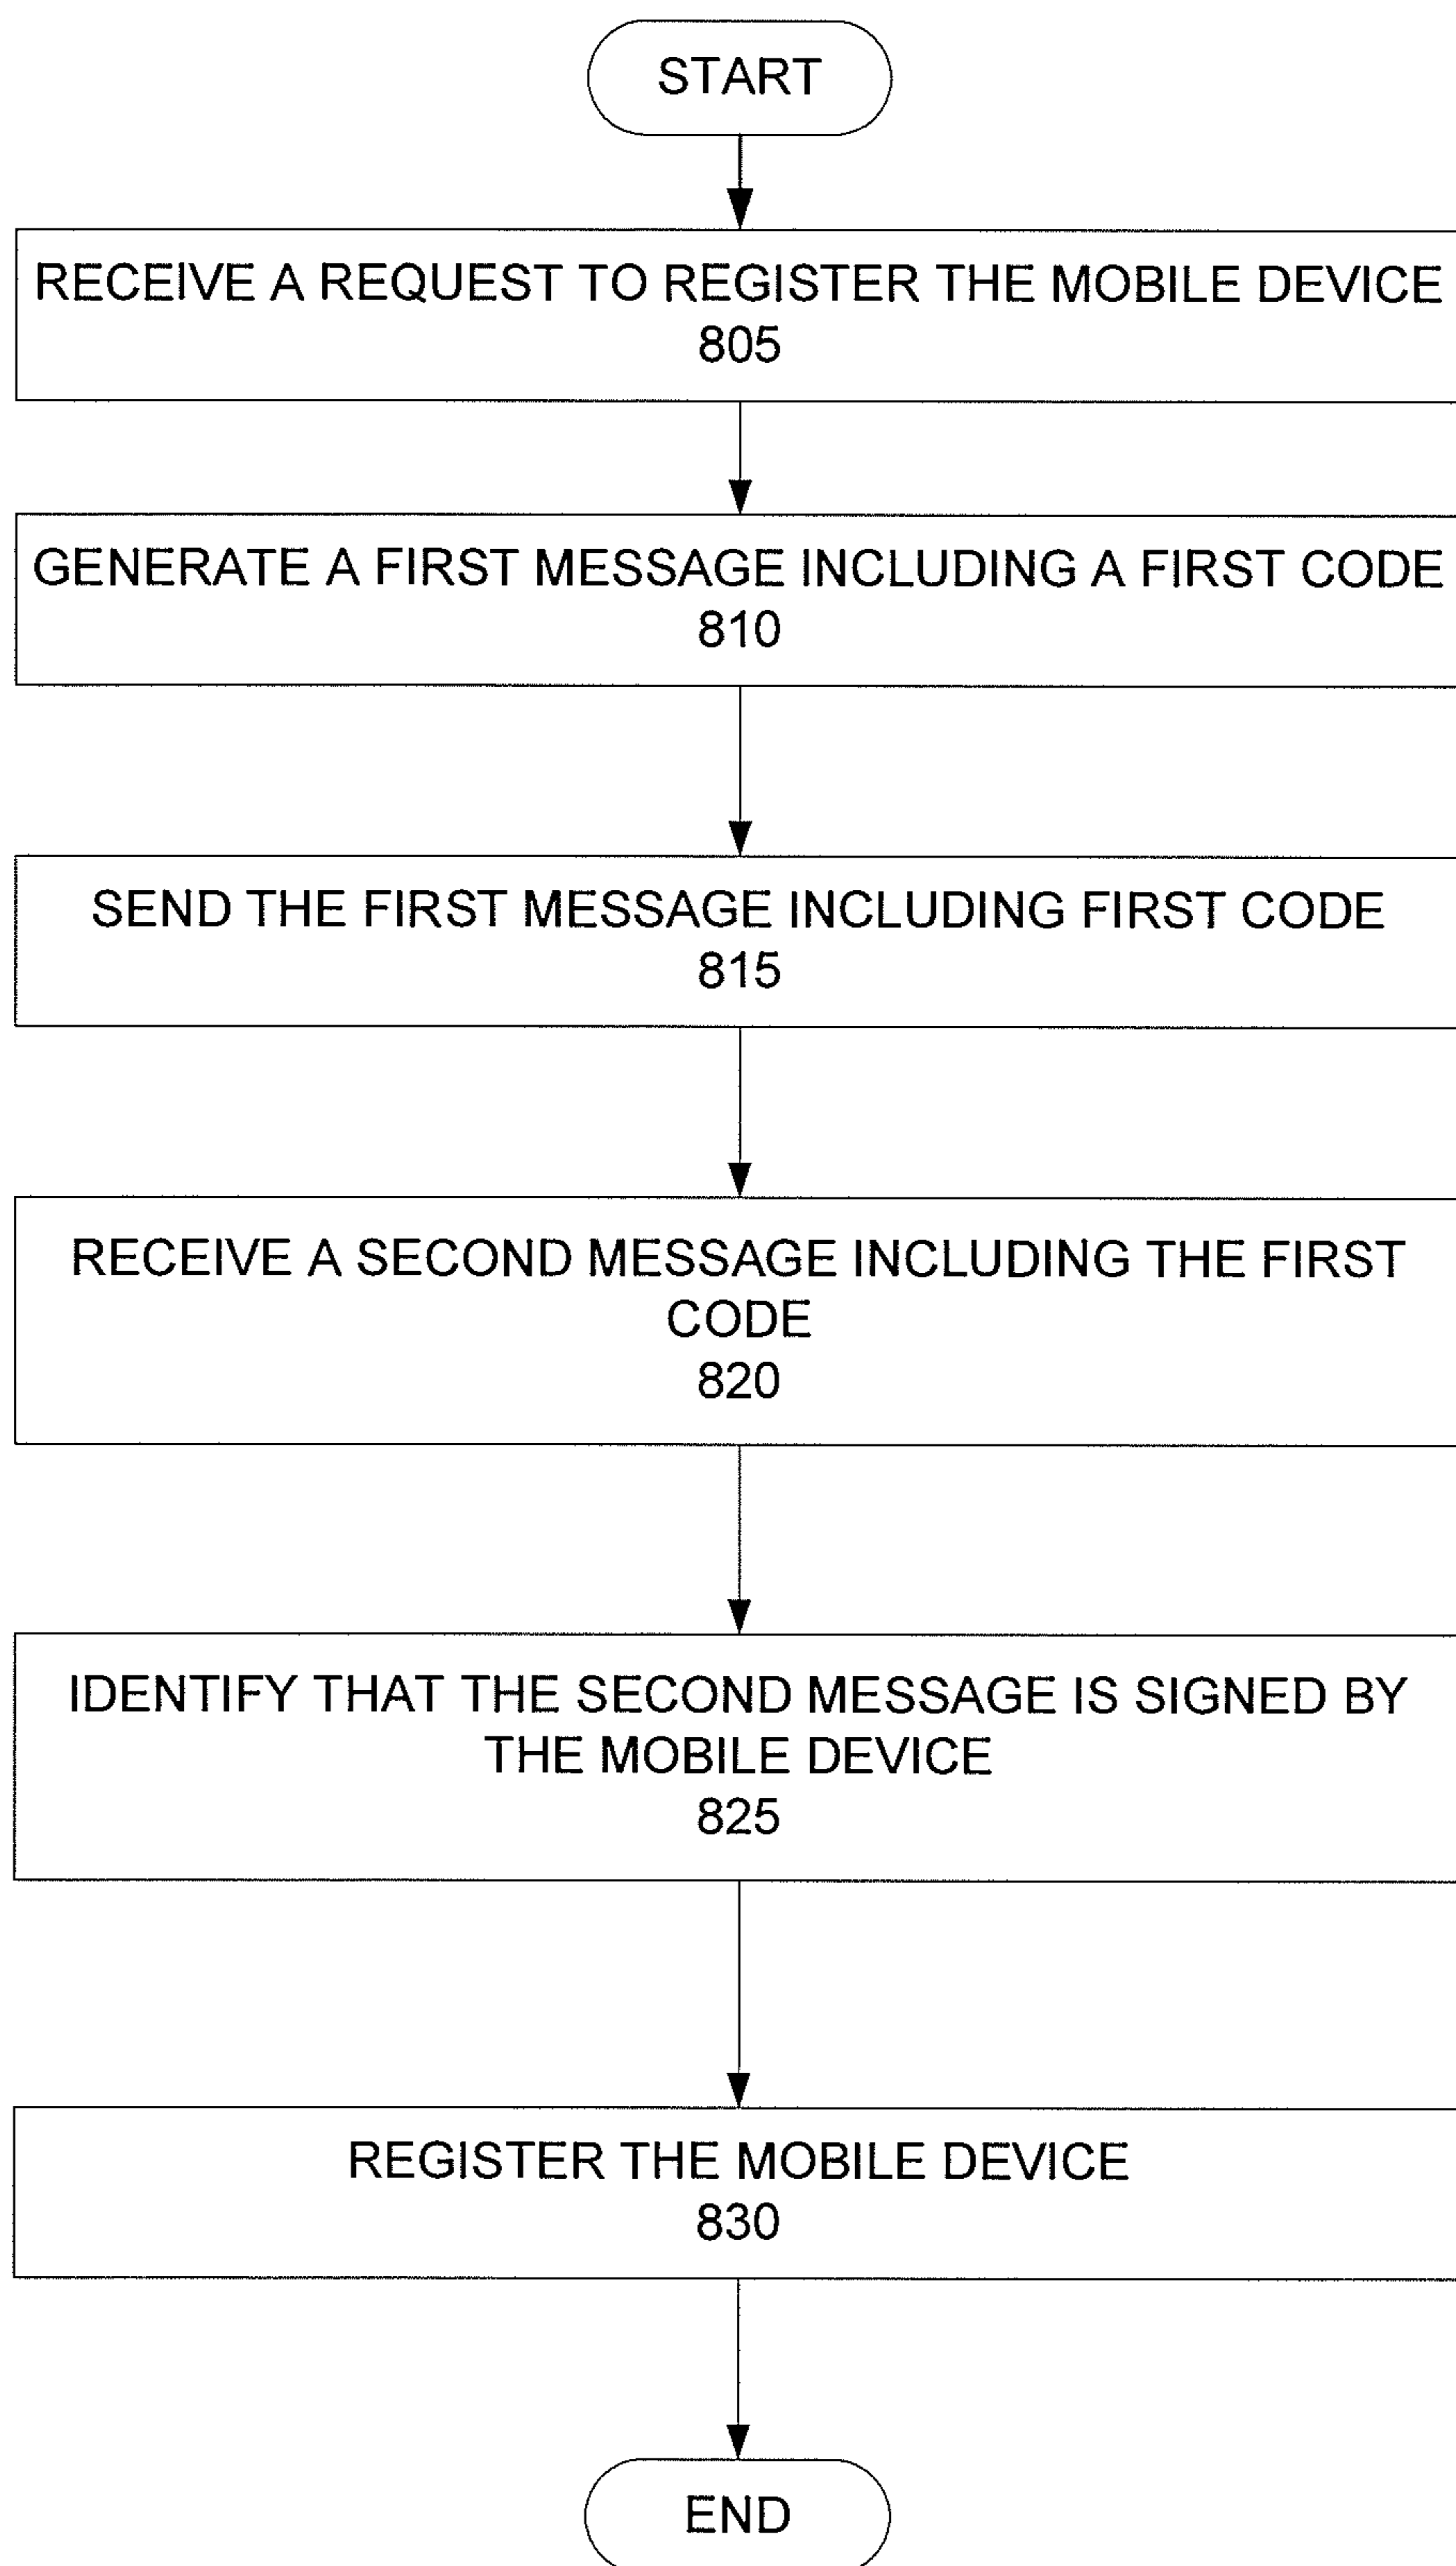 START
RECEIVE A REQUEST TO REGISTER THE MOBILE DEVICE
805
GENERATE A FIRST MESSAGE INCLUDING A FIRST CODE
810
SEND THE FIRST MESSAGE INCLUDING FIRST CODE
815
RECEIVE A SECOND MESSAGE INCLUDING THE FIRST
CODE
820
IDENTIFY THAT THE SECOND MESSAGE IS SIGNED BY
THE MOBILE DEVICE
825
REGISTER THE MOBILE DEVICE
830
END